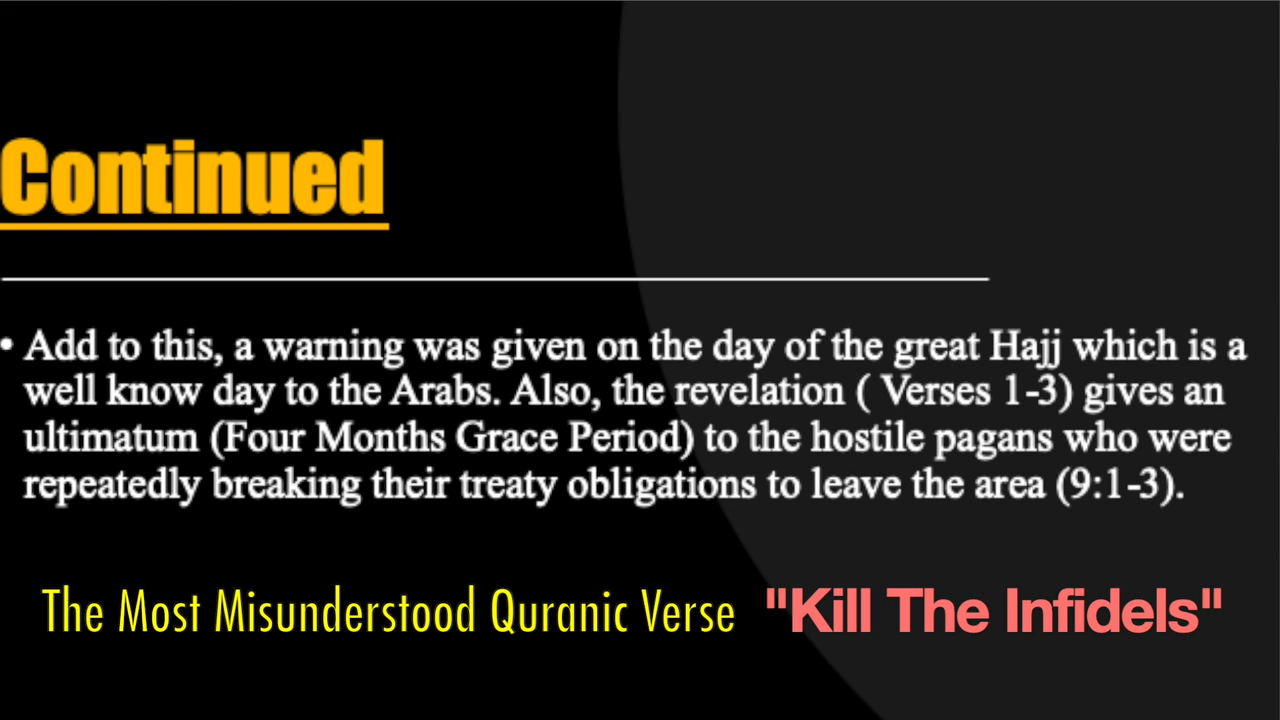 Continued
• Add to this, a warning was given on the day of the great Hajj which is a
well know day to the Arabs. Also, the revelation ( Verses 1-3) gives an
ultimatum (Four Months Grace Period) to the hostile pagans who were
repeatedly breaking their treaty obligations to leave the area (9:1-3).
The Most Misunderstood Quranic Verse "Kill The Infidels"